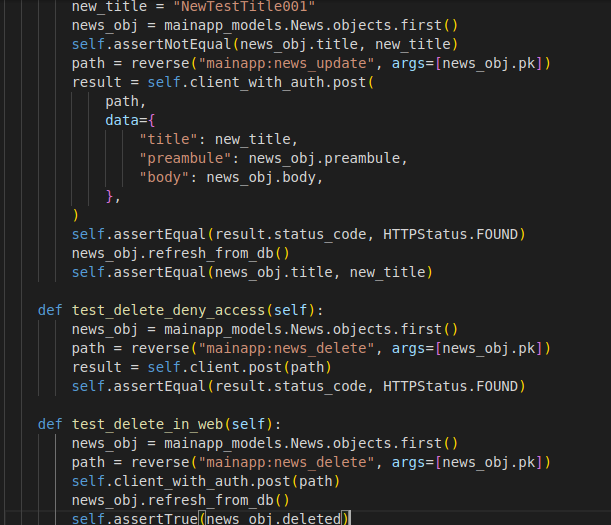 new_title = "NewTestTitle001"
news_obj = mainapp_models.News.objects.first()
self.assertNotEqual(news_obj.title, new_title)
path = reverse("mainapp:news_update", args=[news_obj.pk])
result = self.client_with_auth.post(
path,
data={
"title": new_title,
"preambule": news_obj.preambule,
"body": news_obj.body,
},
)
self.assertEqual(result.status_code, HTTPStatus.FOUND)
news_obj.refresh_from_db()
self.assertEqual(news_obj.title, new_title)
def test_delete_deny_access(self):
news_obj = mainapp_models.News.objects.first()
path = reverse("mainapp:news_delete", args=[news_obj.pk])
result = self.client.post(path)
self.assertEqual(result.status_code, HTTPStatus.FOUND)
def test_delete_in_web(self):
news_obj = mainapp_models.News.objects.first()
path = reverse("mainapp:news_delete", args=[news_obj.pk])
self.client_with_auth.post(path)
news_obj.refresh_from_db()
self.assertTrue(news_obj.deleted)